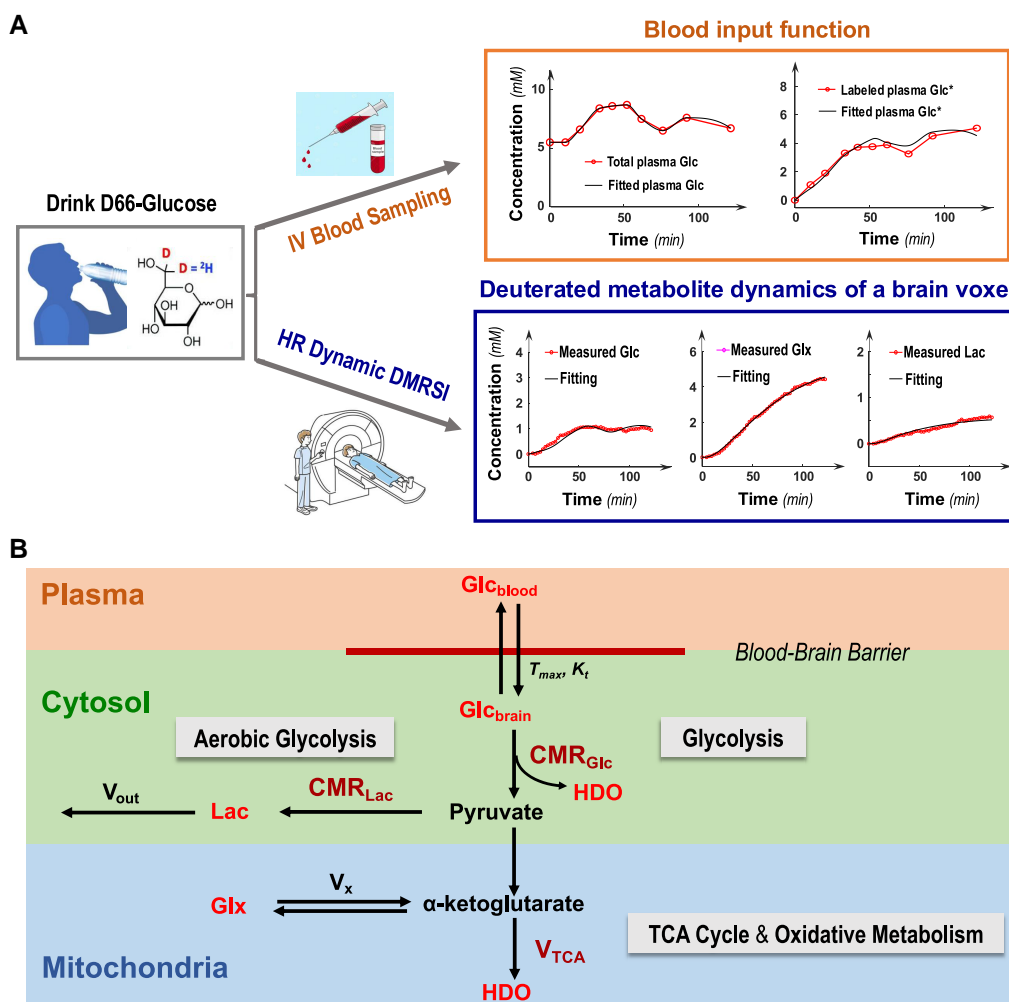 A
Blood input function
Drink D66-Glucose
D
HO
D = ²H
O
HO
OH
HO
OH
IV Blood Sampling
HR Dynamic DMRSI
Concentration (mM)
10
5
0
0
50
100
Total plasma Glc
Fitted plasma Glc
Time (min)
Labeled plasma Glc*
Fitted plasma Glc*
8
6
4
2
0
0
50
100
Time (min)
Deuterated metabolite dynamics of a brain voxe
Concentration (mM)
4
3
2
1
0
0
50
100
Measured Glc
Fitting
Time (min)
6
4
2
0
0
50
100
Measured Glx
Fitting
Time (min)
2
1
0
0
50
100
Measured Lac
Fitting
Time (min)
B
Plasma
Glc_blood
Blood-Brain Barrier
T_max, K_t
Cytosol
Glc_brain
Aerobic Glycolysis
Glycolysis
CMR_Glc
HDO
V_out
Lac
CMR_Lac
Pyruvate
Glx
V_x
α-ketoglutarate
TCA Cycle & Oxidative Metabolism
V_TCA
Mitochondria
HDO